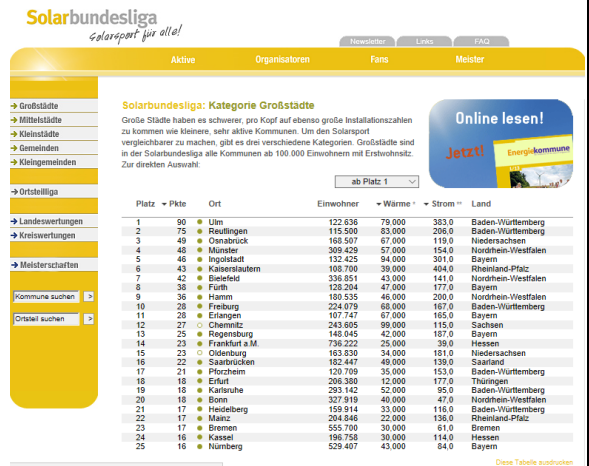 Solarbundesliga
Solarsport für alle!
Newsletter Links FAQ
Aktive Organisatoren Fans Meister
Großstädte
Mittelstädte
Kleinstädte
Gemeinden
Kleingemeinden
Ortsteilliga
Landeswertungen
Kreiswertungen
Meisterschaften
Kommune suchen >
Ortsteil suchen >
Solarbundesliga: Kategorie Großstädte
Große Städte haben es schwerer, pro Kopf auf ebenso große Installationszahlen
zu kommen wie kleinere, sehr aktive Kommunen. Um den Solarsport
vergleichbarer zu machen, gibt es drei verschiedene Kategorien. Großstädte sind
in der Solarbundesliga alle Kommunen ab 100.000 Einwohnern mit Erstwohnsitz.
Zur direkten Auswahl:
ab Platz 1
Online lesen!
Jetzt!
Energiekommune
Platz Pkte Ort Einwohner Wärme * Strom ** Land
1 90 Ulm 122.636 79,000 383,0 Baden-Württemberg
2 75 Reutlingen 115.500 83,000 206,0 Baden-Württemberg
3 49 Osnabrück 168.507 67,000 119,0 Niedersachsen
4 48 Münster 309.429 57,000 154,0 Nordrhein-Westfalen
5 46 Ingolstadt 132.425 94,000 301,0 Bayern
6 43 Kaiserslautern 108.700 39,000 404,0 Rheinland-Pfalz
7 42 Bielefeld 336.851 43,000 141,0 Nordrhein-Westfalen
8 38 Fürth 128.204 47,000 177,0 Bayern
9 36 Hamm 180.535 46,000 200,0 Nordrhein-Westfalen
10 28 Freiburg 224.079 68,000 167,0 Baden-Württemberg
11 28 Erlangen 107.747 67,000 165,0 Bayern
12 27 Chemnitz 243.605 99,000 115,0 Sachsen
13 25 Regensburg 148.045 42,000 187,0 Bayern
14 23 Frankfurt a.M. 736.222 25,000 39,0 Hessen
15 23 Oldenburg 163.830 34,000 181,0 Niedersachsen
16 22 Saarbrücken 182.447 49,000 139,0 Saarland
17 21 Pforzheim 120.709 35,000 153,0 Baden-Württemberg
18 18 Erfurt 206.380 12,000 177,0 Thüringen
19 18 Karlsruhe 293.142 52,000 95,0 Baden-Württemberg
20 18 Bonn 327.919 40,000 47,0 Nordrhein-Westfalen
21 17 Heidelberg 159.914 33,000 116,0 Baden-Württemberg
22 17 Mainz 204.846 22,000 136,0 Rheinland-Pfalz
23 17 Bremen 555.700 30,000 61,0 Bremen
24 16 Kassel 196.758 30,000 114,0 Hessen
25 16 Nürnberg 529.407 43,000 84,0 Bayern
Diese Tabelle ausdrucken